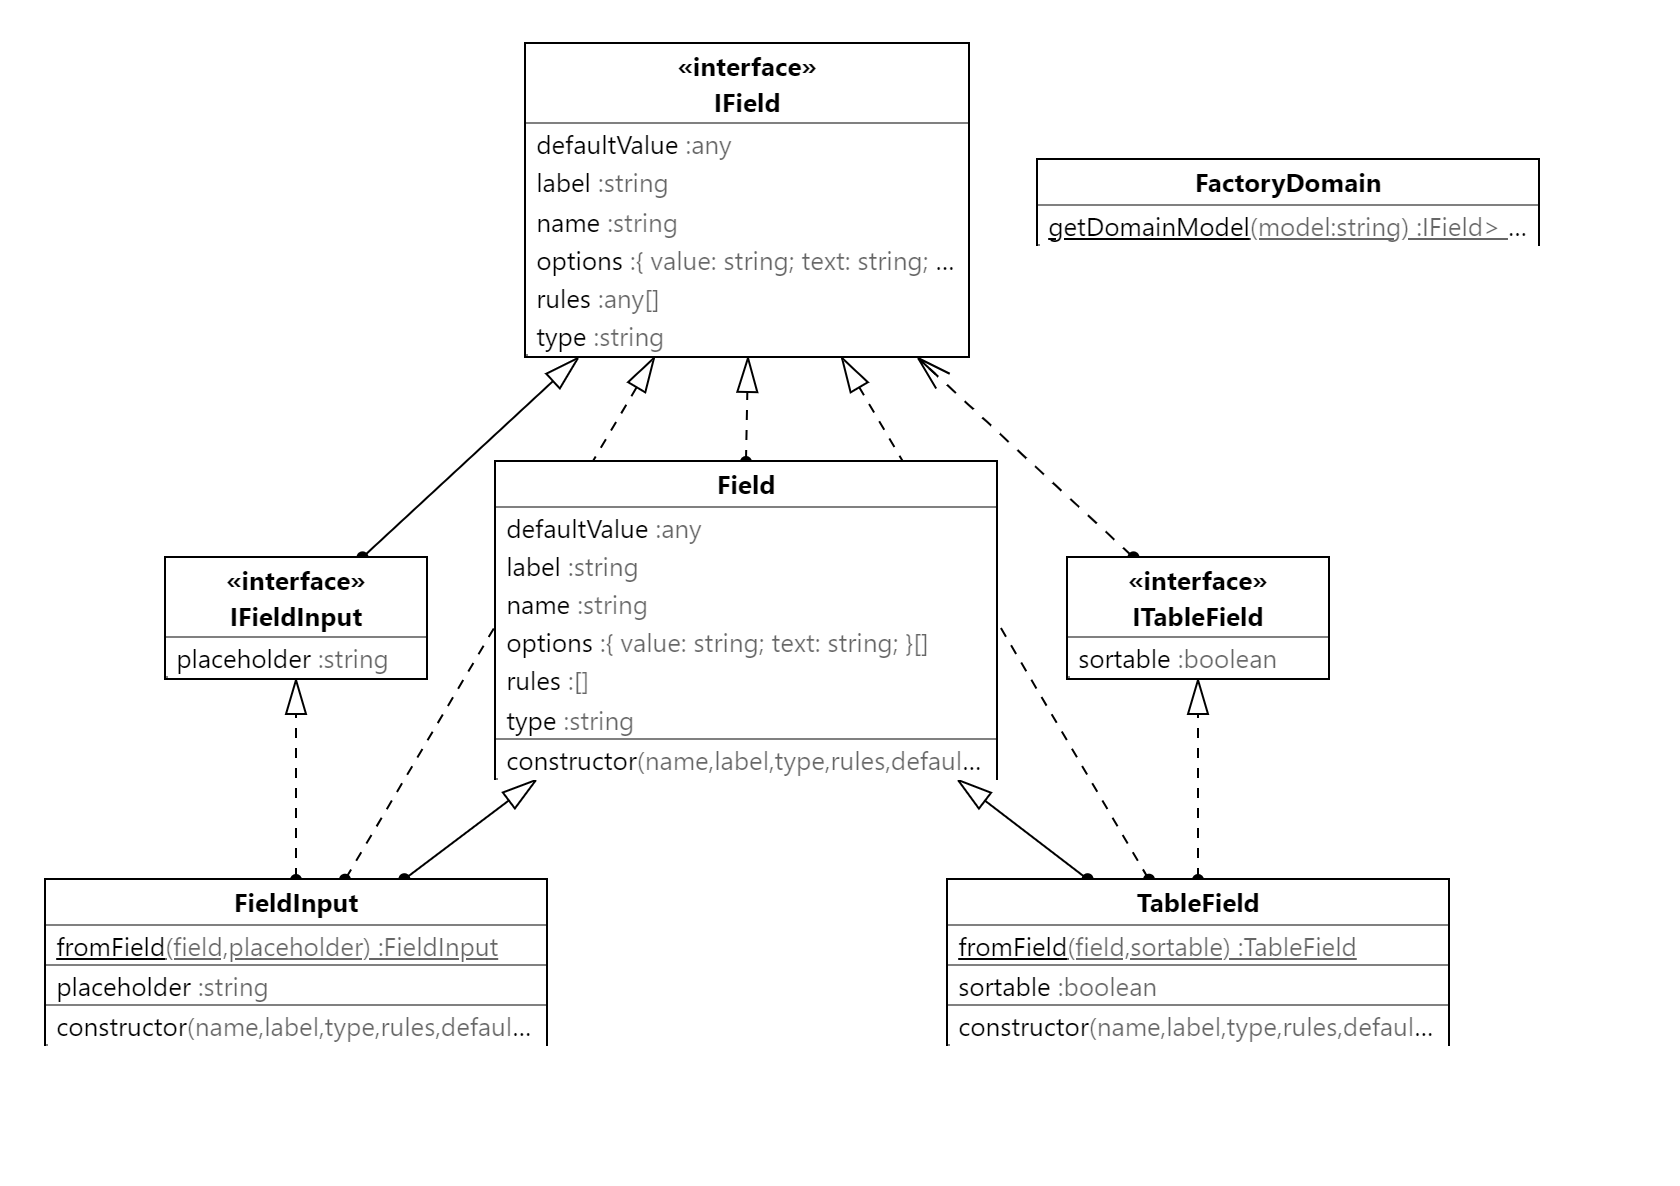 «interface»
IField
defaultValue :any
label :string
name :string
options :{ value: string; text: string; ...
rules :any[]
type :string
FactoryDomain
getDomainModel(model:string) :IField> ...
Field
defaultValue :any
label :string
name :string
options :{ value: string; text: string; }[]
rules :[]
type :string
constructor(name,label,type,rules,defaul...
«interface»
IFieldInput
placeholder :string
«interface»
ITableField
sortable :boolean
FieldInput
fromField(field,placeholder) :FieldInput
placeholder :string
constructor(name,label,type,rules,defaul...
TableField
fromField(field,sortable) :TableField
sortable :boolean
constructor(name,label,type,rules,defaul...